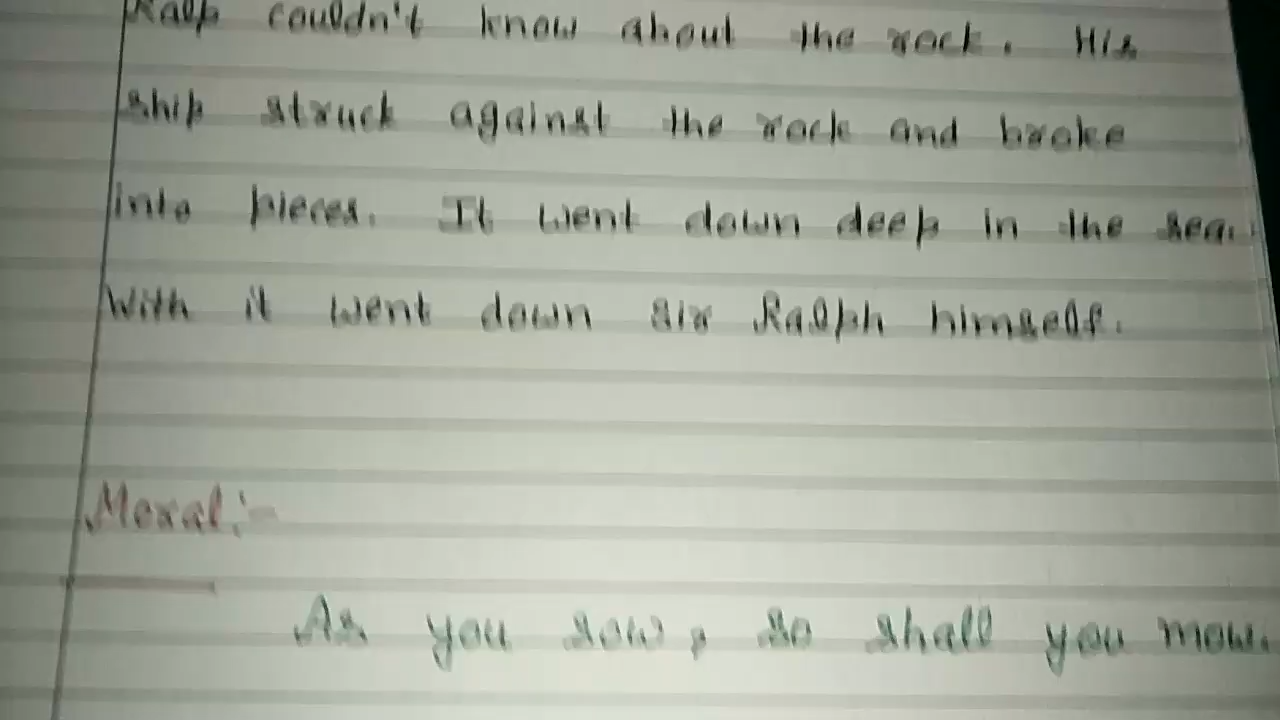 Ralp couldn't know about the rock. His
ship struck against the rock and broke
into pieces. It went down deep in the sea.
With it went down sir Ralph himself.
Moral:-
As you sow, so shall you mow.